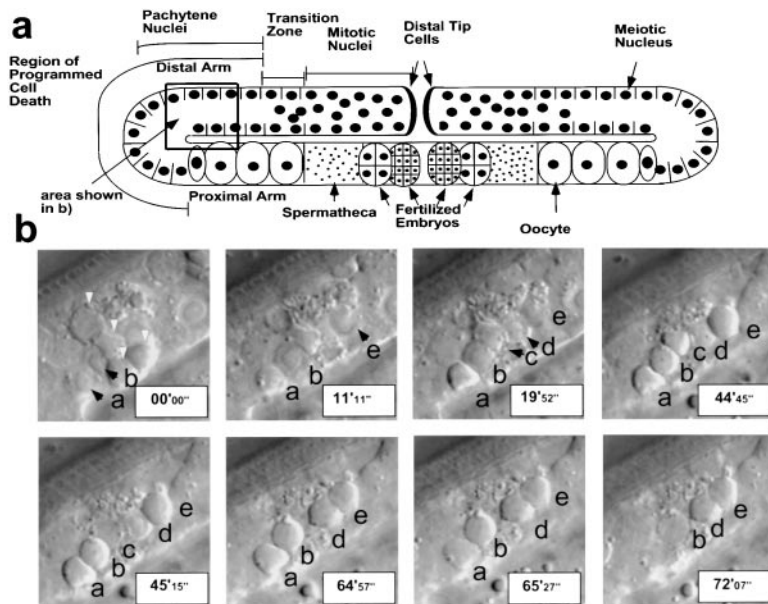 a
Pachytene
Nuclei
Transition
Zone
Mitotic Nuclei
Distal Tip
Cells
Meiotic
Nucleus
Region of
Programmed
Cell
Death
Distal Arm
area shown
in b)
Proximal Arm
Spermatheca
Fertilized
Embryos
Oocyte
b
b
a
00'00"
e
b
a
11'11"
e
d
c
b
a
19'52"
e
d
c
b
a
44'45"
e
d
c
b
a
45'15"
e
d
b
a
64'57"
e
d
b
a
65'27"
e
d
b
72'07"